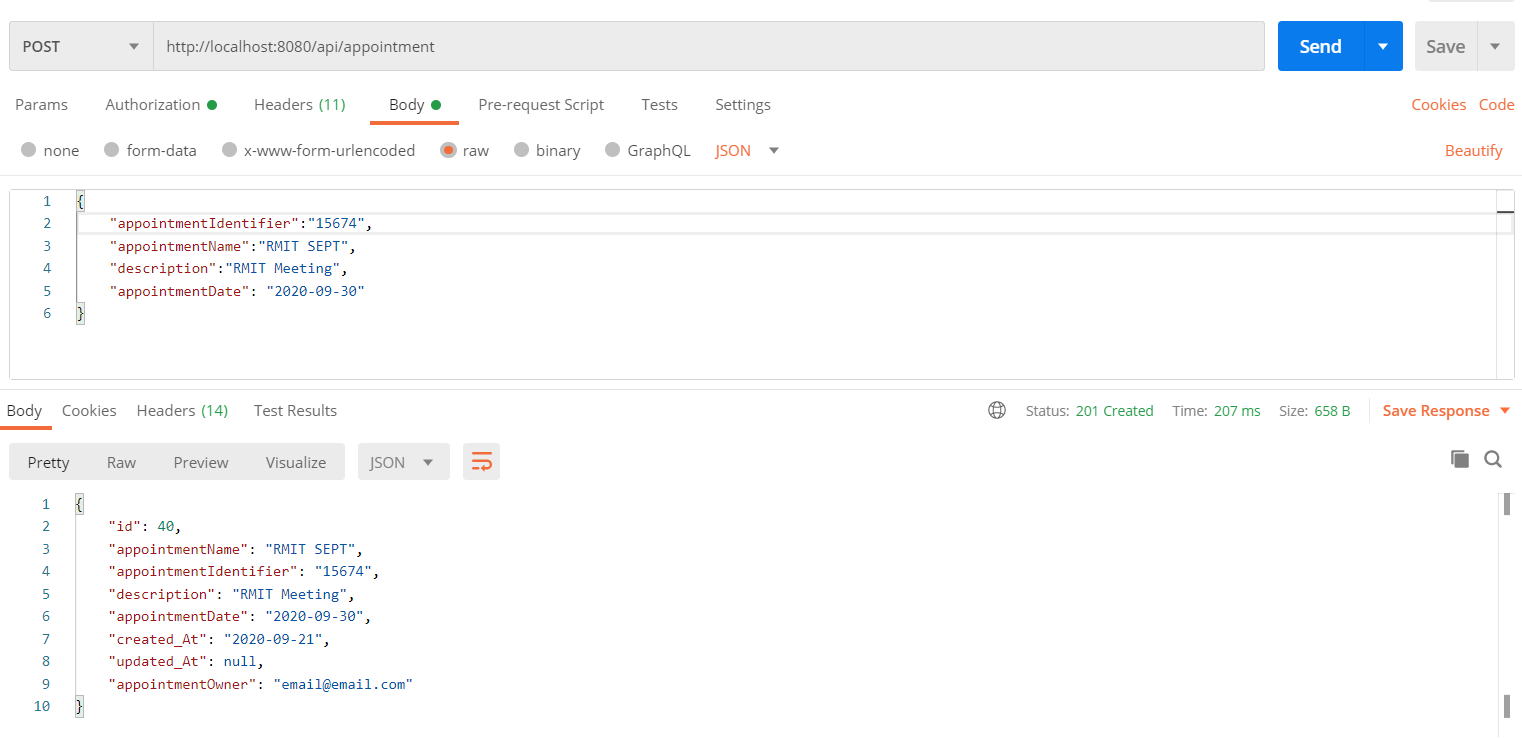 POST http://localhost:8080/api/appointment Send Save
Params Authorization Headers (11) Body Pre-request Script Tests Settings Cookies Code
none form-data x-www-form-urlencoded raw binary GraphQL JSON Beautify
1 {
2 "appointmentIdentifier":"15674",
3 "appointmentName":"RMIT SEPT",
4 "description":"RMIT Meeting",
5 "appointmentDate": "2020-09-30"
6 }
Body Cookies Headers (14) Test Results Status: 201 Created Time: 207 ms Size: 658 B Save Response
Pretty Raw Preview Visualize JSON
1 {
2 "id": 40,
3 "appointmentName": "RMIT SEPT",
4 "appointmentIdentifier": "15674",
5 "description": "RMIT Meeting",
6 "appointmentDate": "2020-09-30",
7 "created_At": "2020-09-21",
8 "updated_At": null,
9 "appointmentOwner": "email@email.com"
10 }